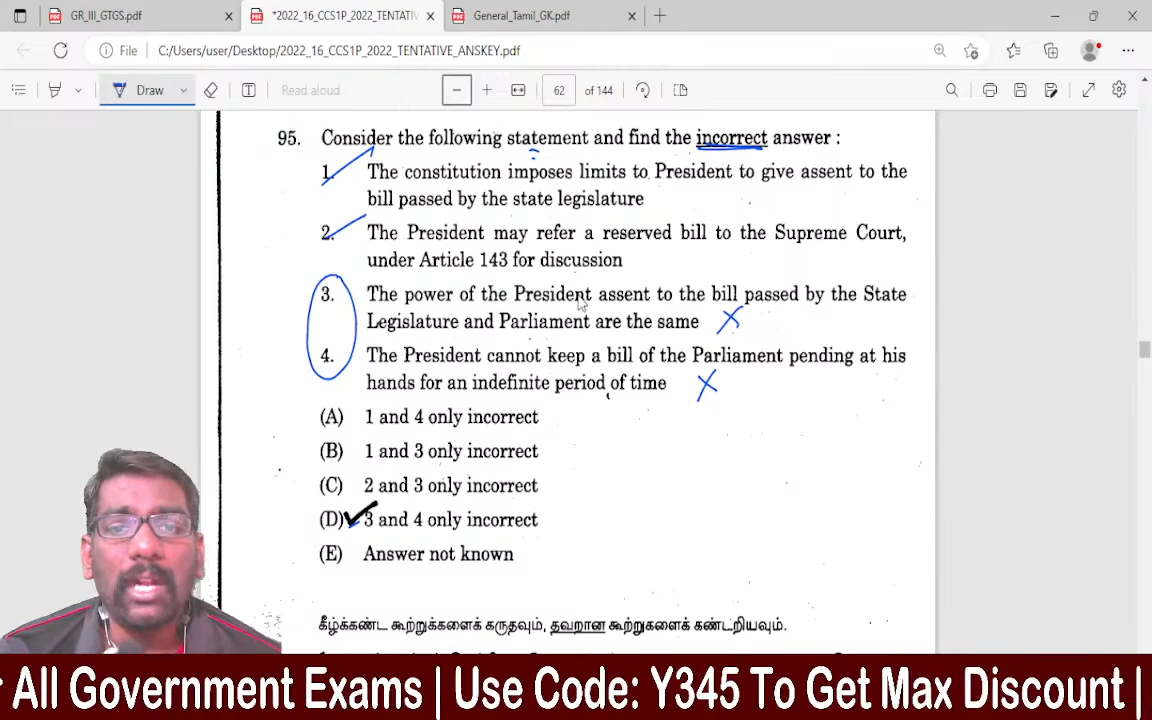 GR_III_GTGS.pdf
*2022_16_CCS1P_2022_TENTATIV
General_Tamil_GK.pdf
File C:/Users/user/Desktop/2022_16_CCS1P_2022_TENTATIVE_ANSKEY.pdf
Draw Read aloud 62 of 144
95. Consider the following statement and find the incorrect answer :
1. The constitution imposes limits to President to give assent to the
bill passed by the state legislature
2. The President may refer a reserved bill to the Supreme Court,
under Article 143 for discussion
3. The power of the President assent to the bill passed by the State
Legislature and Parliament are the same
4. The President cannot keep a bill of the Parliament pending at his
hands for an indefinite period of time
(A) 1 and 4 only incorrect
(B) 1 and 3 only incorrect
(C) 2 and 3 only incorrect
(D) 3 and 4 only incorrect
(E) Answer not known
கீழ்க்கண்ட கூற்றுக்களைக் கருதவும், தவறான கூற்றுகளைக் கண்டறியவும்.
All Government Exams | Use Code: Y345 To Get Max Discount |